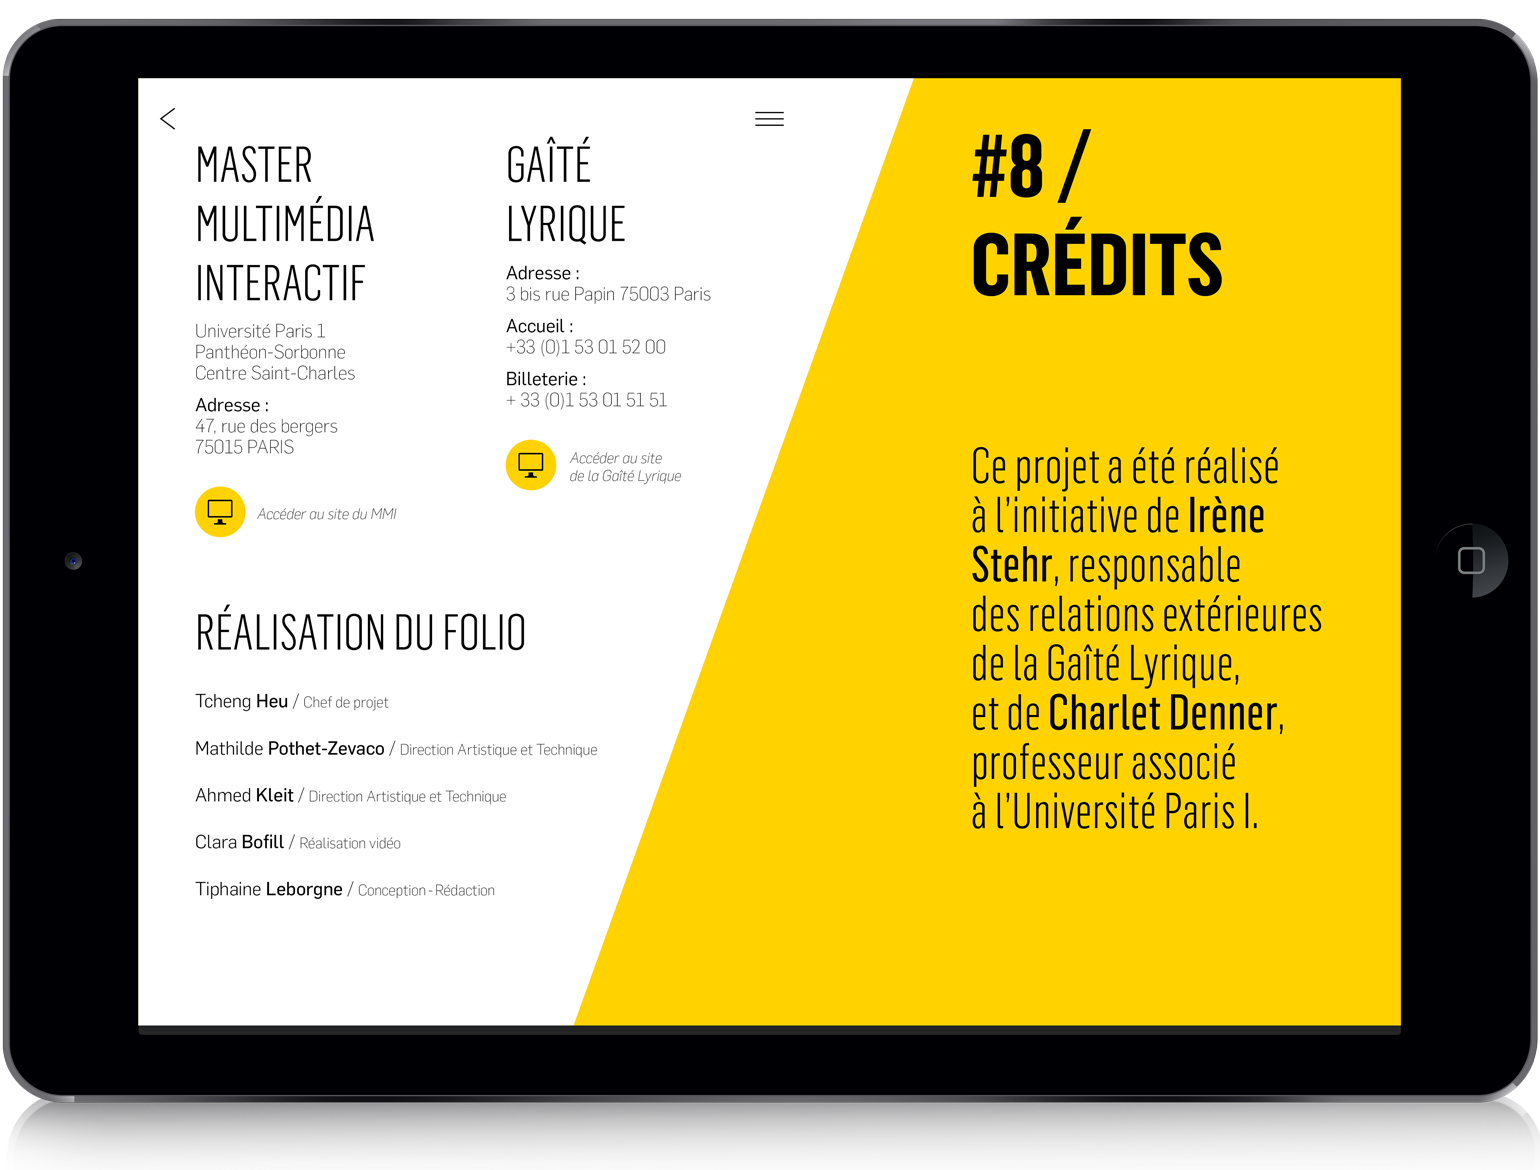 MASTER
MULTIMÉDIA
INTERACTIF
Université Paris 1
Panthéon-Sorbonne
Centre Saint-Charles
Adresse :
47, rue des bergers
75015 PARIS
Accéder au site du MMI
GAÎTÉ
LYRIQUE
Adresse :
3 bis rue Papin 75003 Paris
Accueil :
+33 (0)1 53 01 52 00
Billeterie :
+ 33 (0)1 53 01 51 51
Accéder au site
de la Gaîté Lyrique
RÉALISATION DU FOLIO
Tcheng Heu / Chef de projet
Mathilde Pothet-Zevaco / Direction Artistique et Technique
Ahmed Kleit / Direction Artistique et Technique
Clara Bofill / Réalisation vidéo
Tiphaine Leborgne / Conception - Rédaction
#8 /
CRÉDITS
Ce projet a été réalisé
à l'initiative de Irène
Stehr, responsable
des relations extérieures
de la Gaîté Lyrique,
et de Charlet Denner,
professeur associé
à l'Université Paris I.